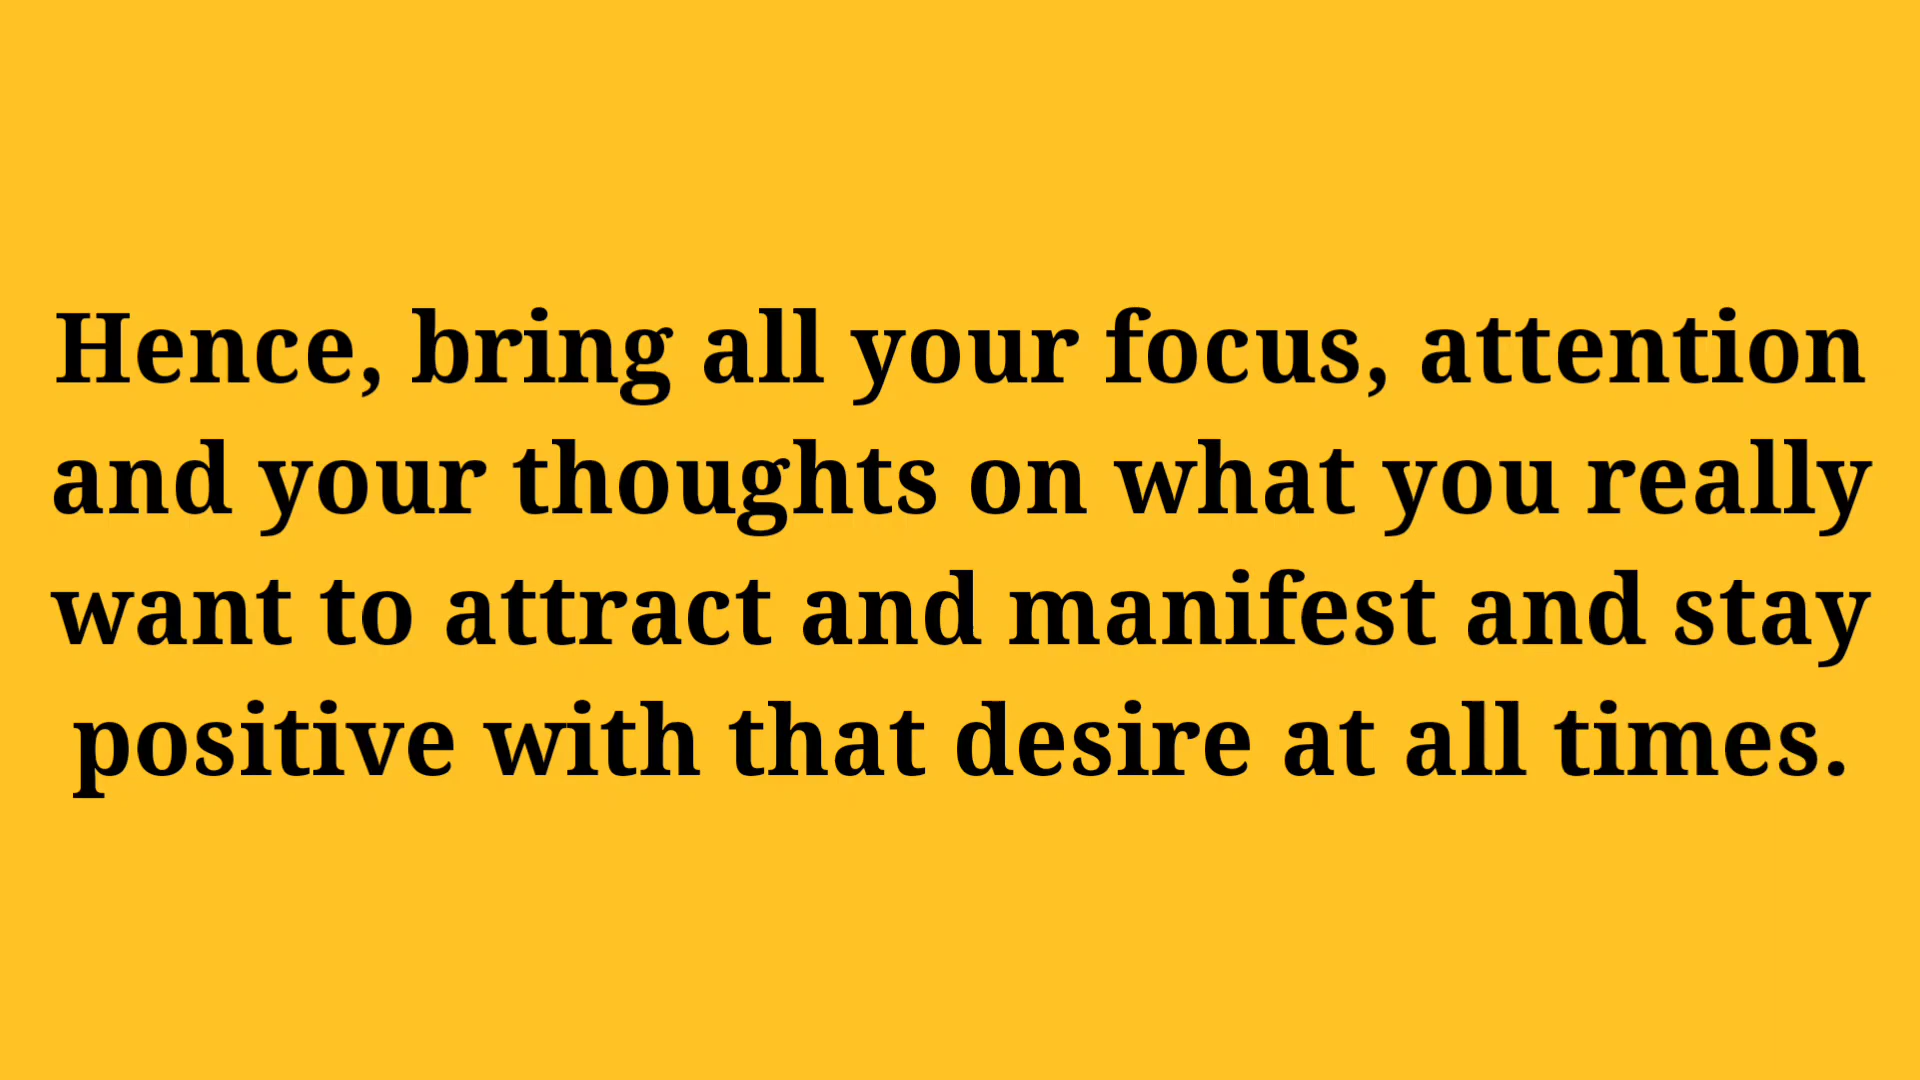 Hence, bring all your focus, attention
and your thoughts on what you really
want to attract and manifest and stay
positive with that desire at all times.